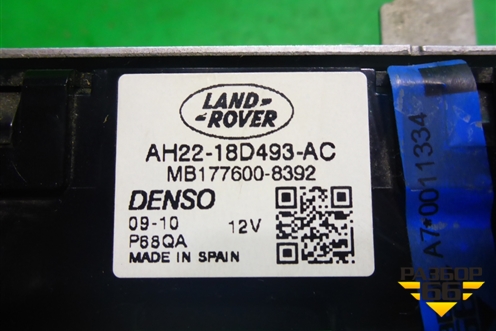 LAND-
-ROVER
AH22-18D493-AC
MB177600-8392
DENSO
09-10 12V
P68QA
MADE IN SPAIN
A7*0011334
РАЗБОР
66